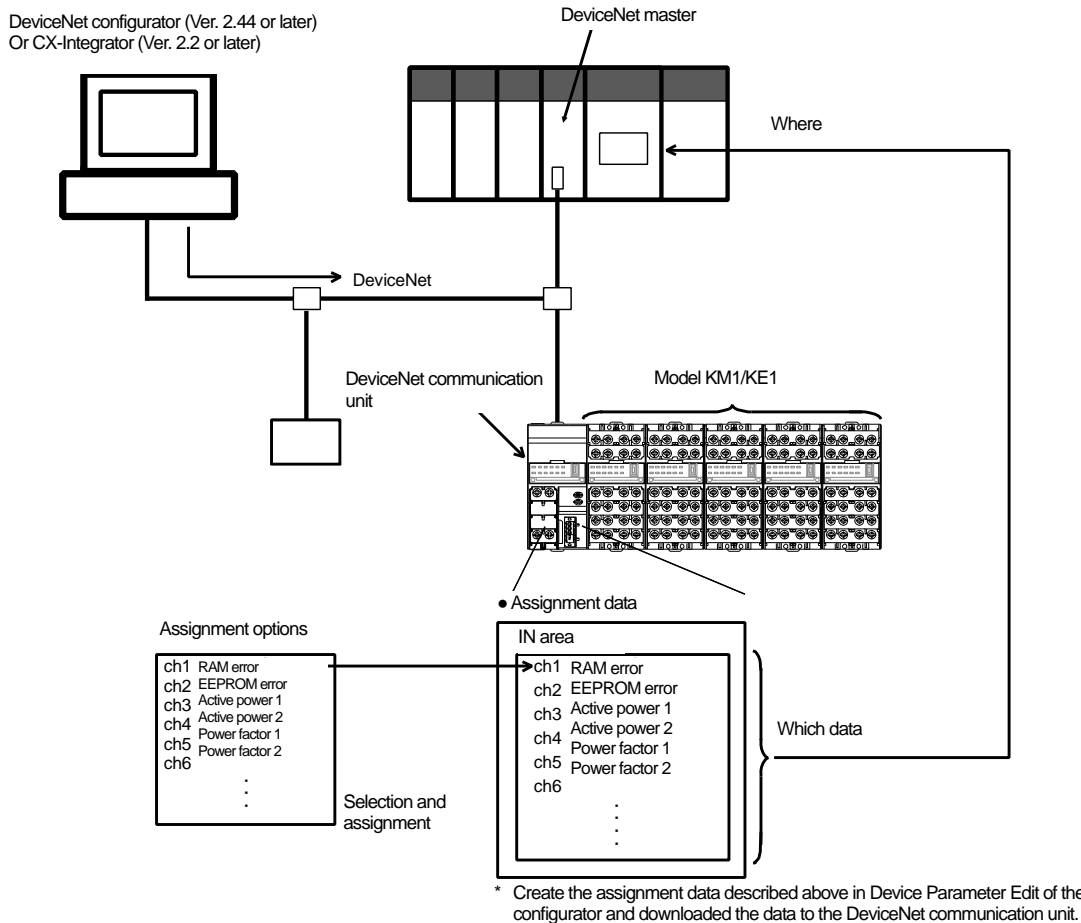 DeviceNet configurator (Ver. 2.44 or later)
Or CX-Integrator (Ver. 2.2 or later)
DeviceNet master
Where
DeviceNet
DeviceNet communication
unit
Model KM1/KE1
● Assignment data
Assignment options
ch1 RAM error
ch2 EEPROM error
ch3 Active power 1
ch4 Active power 2
ch5 Power factor 1
ch6 Power factor 2
.
.
.
Selection and
assignment
IN area
ch1 RAM error
ch2 EEPROM error
ch3 Active power 1
ch4 Active power 2
ch5 Power factor 1
ch6 Power factor 2
.
.
.
.
Which data
* Create the assignment data described above in Device Parameter Edit of the
configurator and downloaded the data to the DeviceNet communication unit.